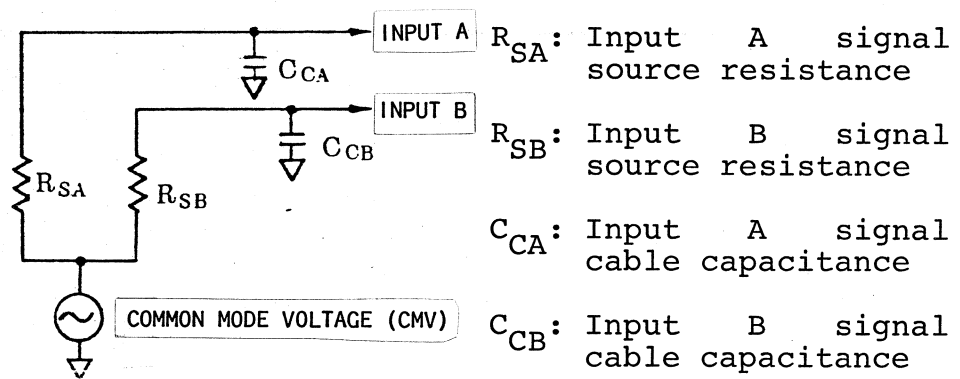 INPUT A
C_CA
INPUT B
C_CB
R_SA
R_SB
COMMON MODE VOLTAGE (CMV)
R_SA: Input A signal
source resistance
R_SB: Input B signal
source resistance
C_CA: Input A signal
cable capacitance
C_CB: Input B signal
cable capacitance